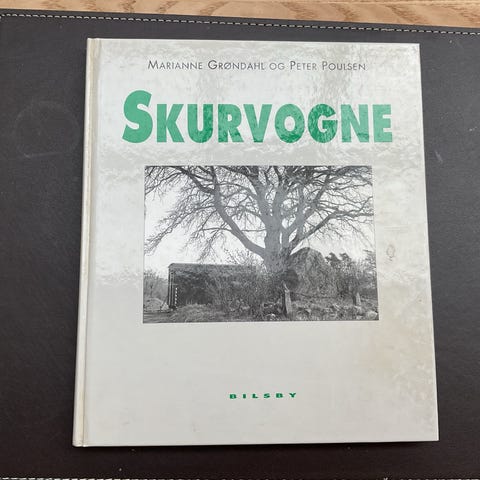 Marianne Grøndahl og Peter Poulsen
Skurvogne
BILSBY